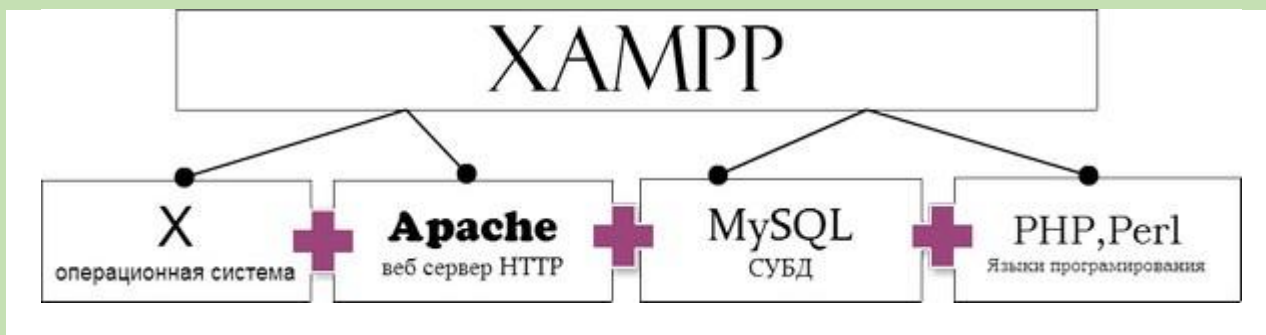 XAMPP
X
операционная система
Apache
веб сервер HTTP
MySQL
СУБД
PHP,Perl
Языки програмирования